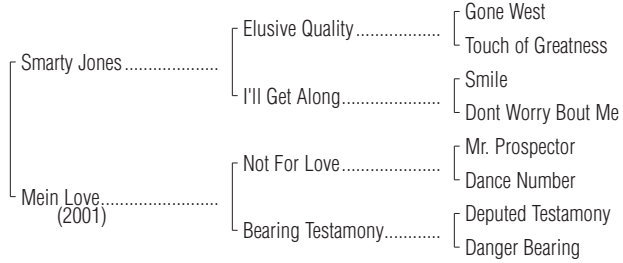 Gone West
Elusive Quality
Touch of Greatness
Smarty Jones
Smile
I'll Get Along
Dont Worry Bout Me
Mr. Prospector
Not For Love
Dance Number
Mein Love
(2001)
Deputed Testamony
Bearing Testamony
Danger Bearing